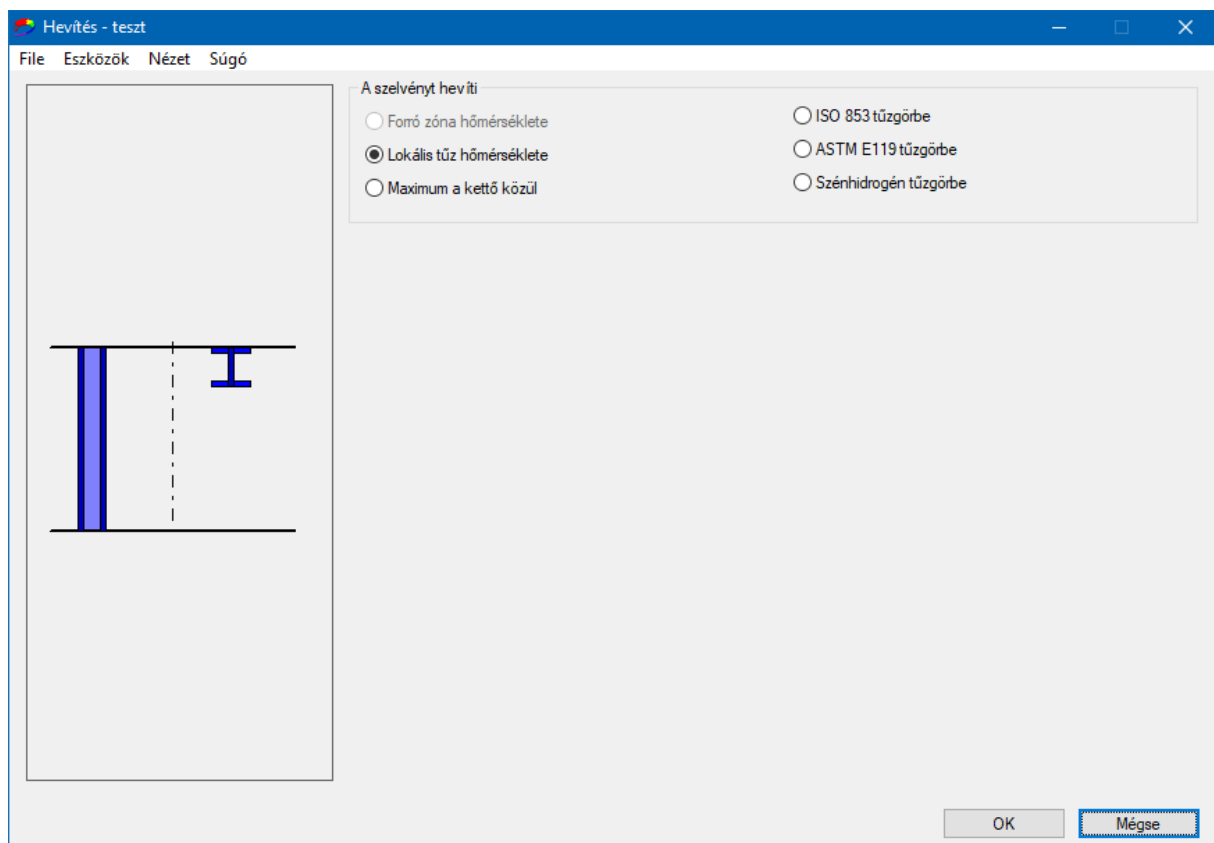 Hevítés - teszt
File Eszközök Nézet Súgó
A szelvényt hevíti
Forró zóna hőmérséklete
Lokális tűz hőmérséklete
Maximum a kettő közül
ISO 853 tűzgörbe
ASTM E119 tűzgörbe
Szénhidrogén tűzgörbe
OK Mégse